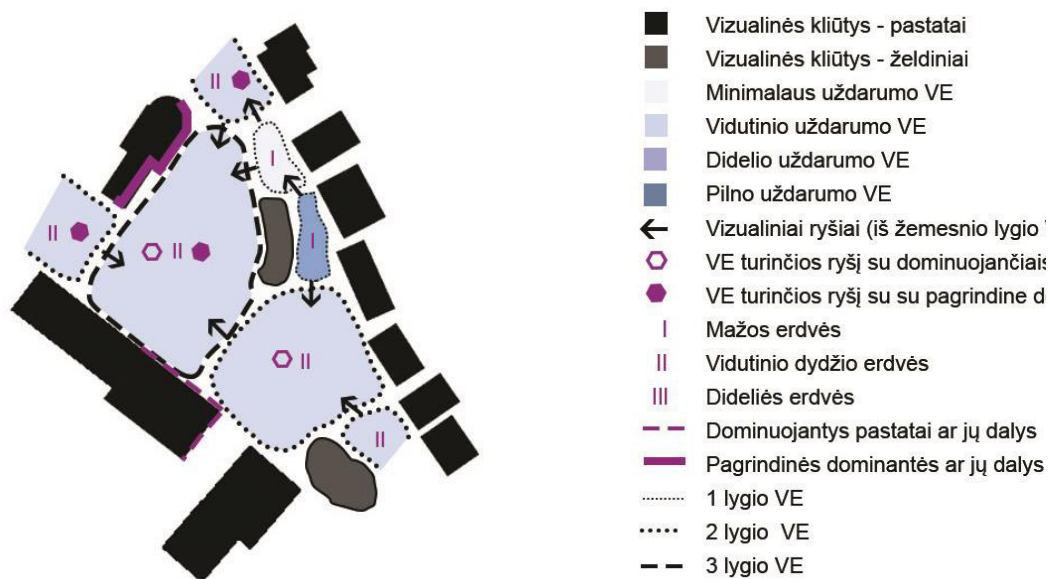 II
I
II
II
I
II
II
Vizualinės kliūtys - pastatai
Vizualinės kliūtys - želdiniai
Minimalaus uždarumo VE
Vidutinio uždarumo VE
Didelio uždarumo VE
Pilno uždarumo VE
Vizualiniai ryšiai (iš žemesnio lygio
VE turinčios ryšį su dominuojančiais
VE turinčios ryšį su su pagrindine d
I Mažos erdvės
II Vidutinio dydžio erdvės
III Didelės erdvės
Dominuojantys pastatai ar jų dalys
Pagrindinės dominantės ar jų dalys
1 lygio VE
2 lygio VE
3 lygio VE